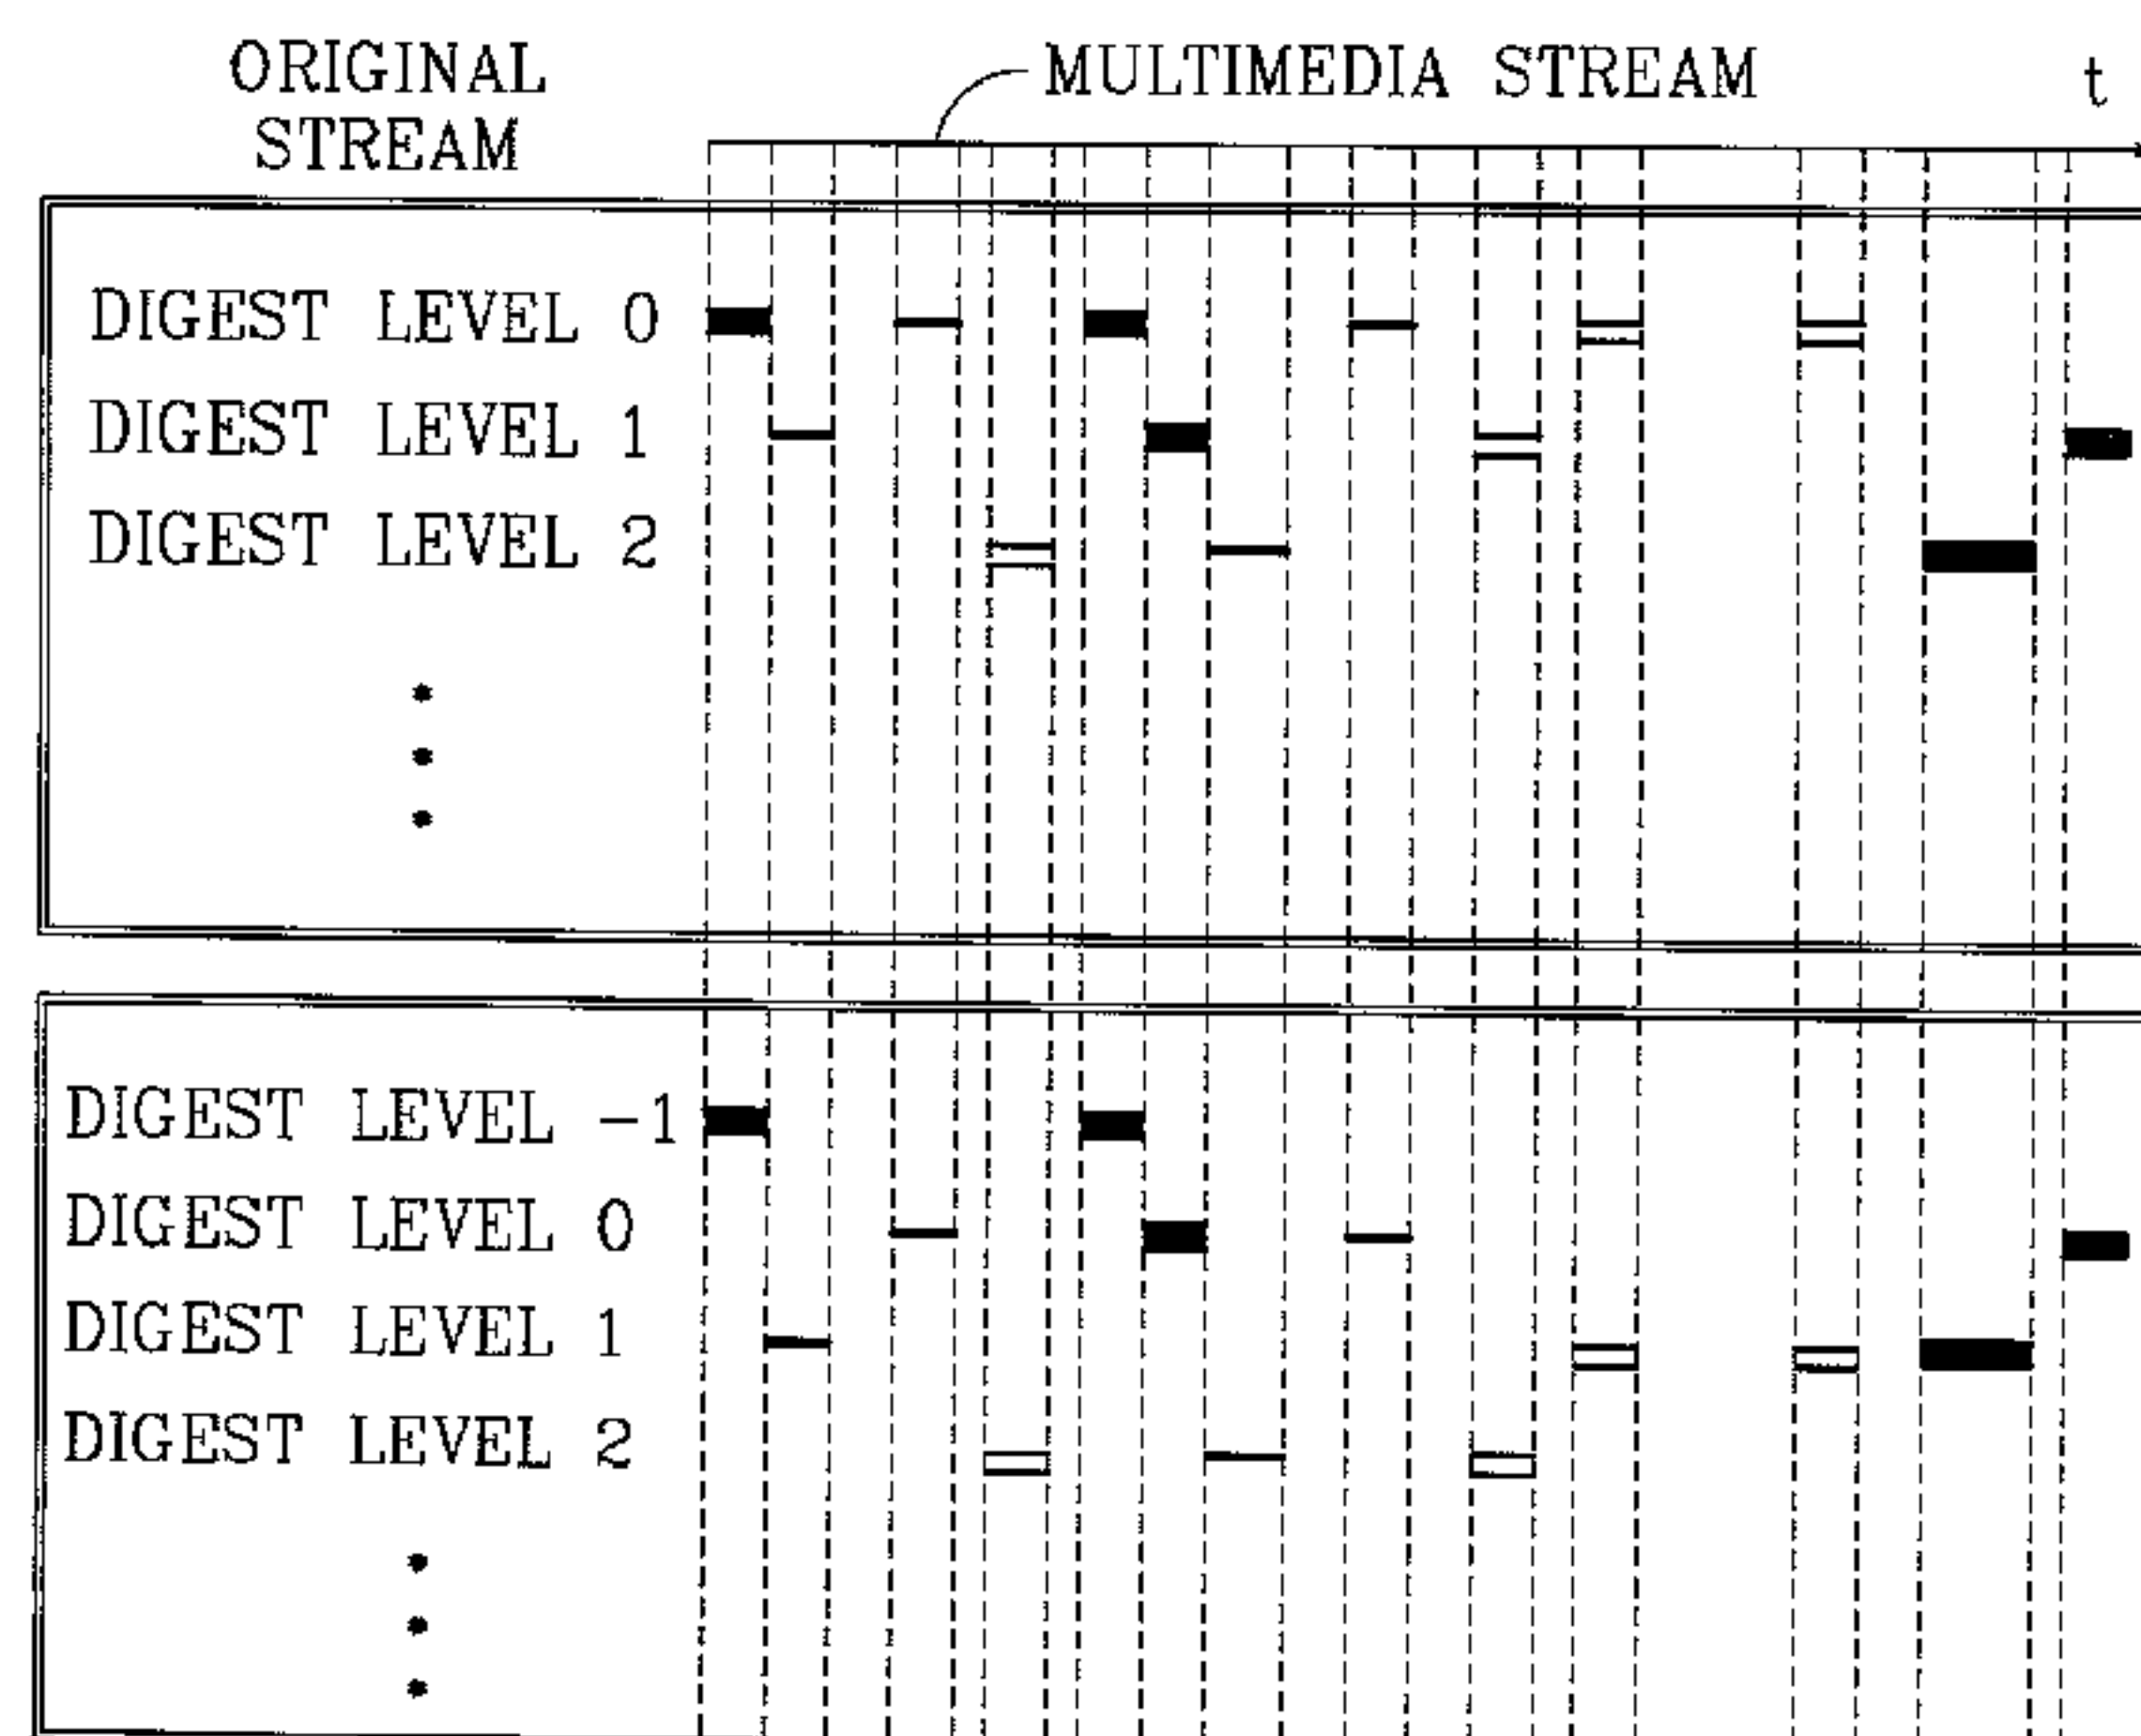 ORIGINAL
STREAM
MULTIMEDIA STREAM
t
DIGEST LEVEL 0
DIGEST LEVEL 1
DIGEST LEVEL 2
DIGEST LEVEL -1
DIGEST LEVEL 0
DIGEST LEVEL 1
DIGEST LEVEL 2